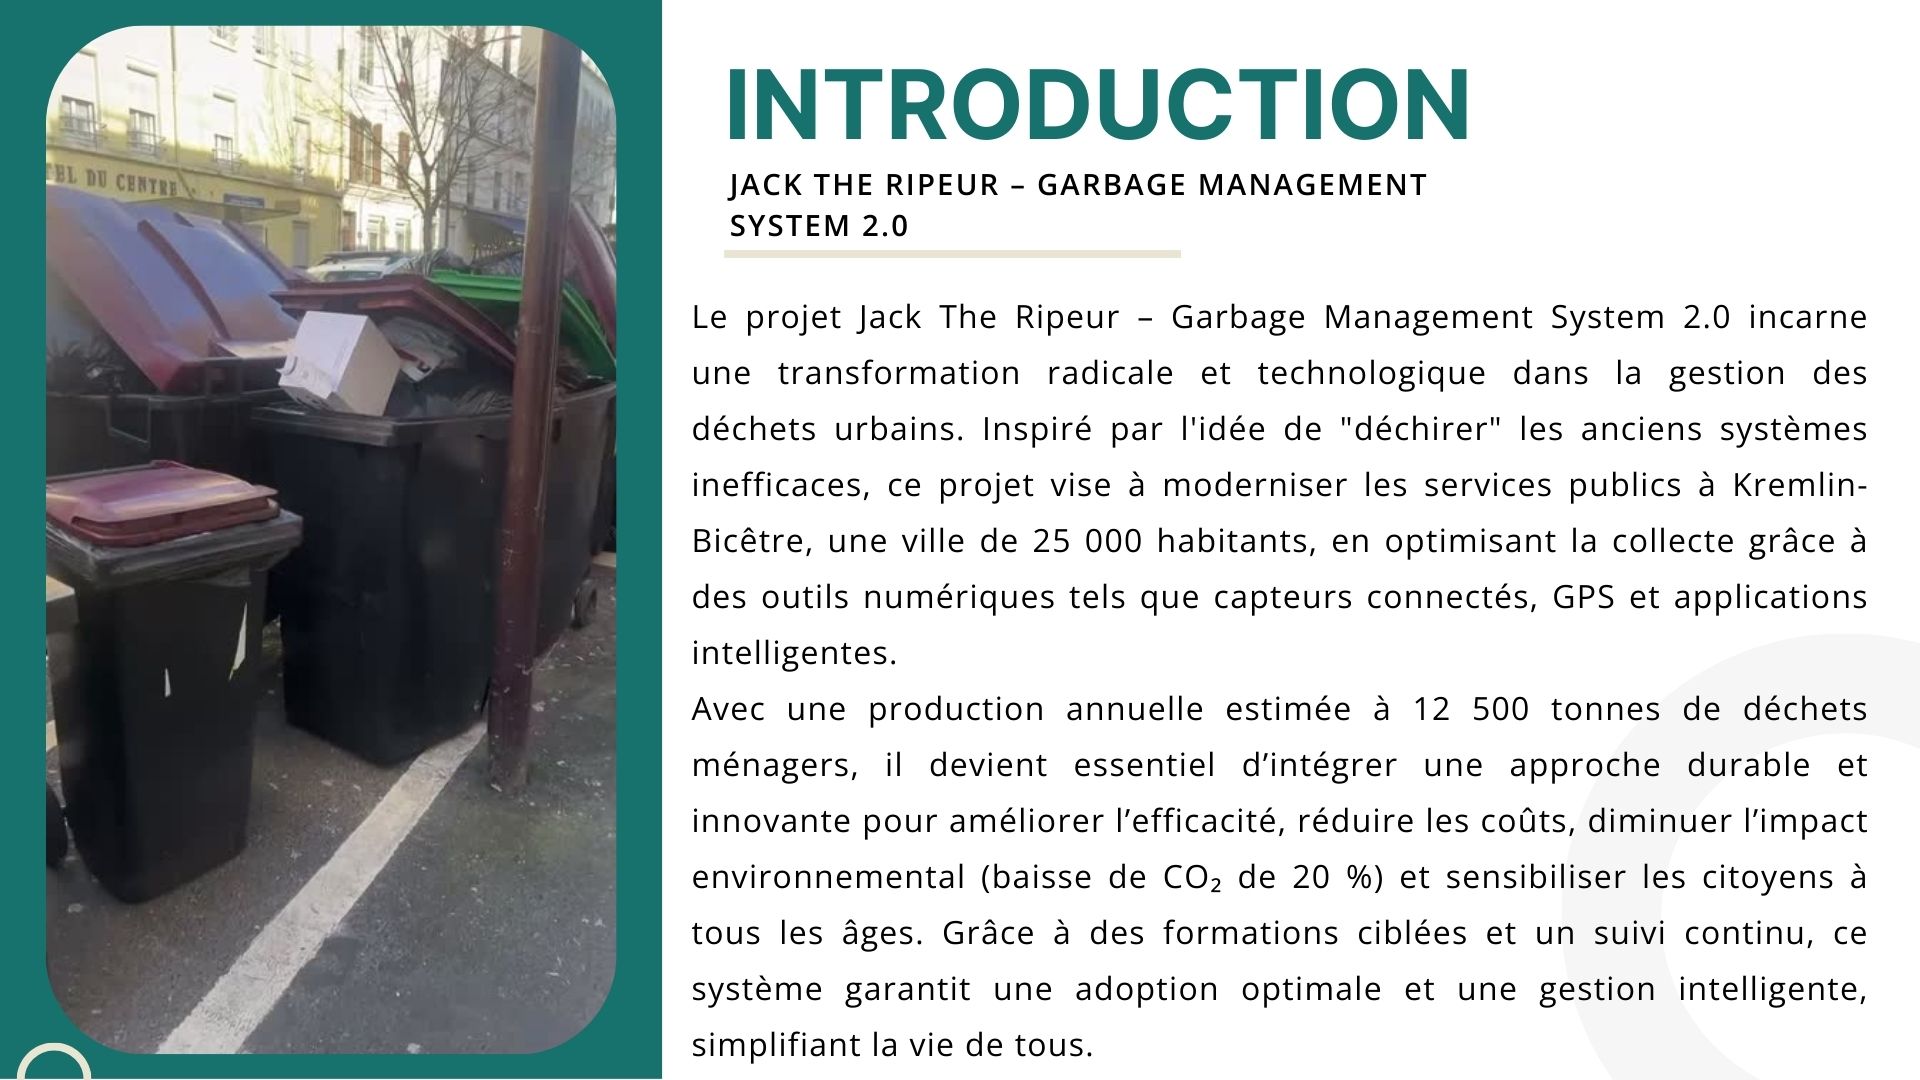 INTRODUCTION
JACK THE RIPEUR – GARBAGE MANAGEMENT
SYSTEM 2.0
Le projet Jack The Ripeur – Garbage Management System 2.0 incarne
une transformation radicale et technologique dans la gestion des
déchets urbains. Inspiré par l'idée de "déchirer" les anciens systèmes
inefficaces, ce projet vise à moderniser les services publics à Kremlin-
Bicêtre, une ville de 25 000 habitants, en optimisant la collecte grâce à
des outils numériques tels que capteurs connectés, GPS et applications
intelligentes.
Avec une production annuelle estimée à 12 500 tonnes de déchets
ménagers, il devient essentiel d’intégrer une approche durable et
innovante pour améliorer l’efficacité, réduire les coûts, diminuer l’impact
environnemental (baisse de CO₂ de 20 %) et sensibiliser les citoyens à
tous les âges. Grâce à des formations ciblées et un suivi continu, ce
système garantit une adoption optimale et une gestion intelligente,
simplifiant la vie de tous.
DU CENTRE